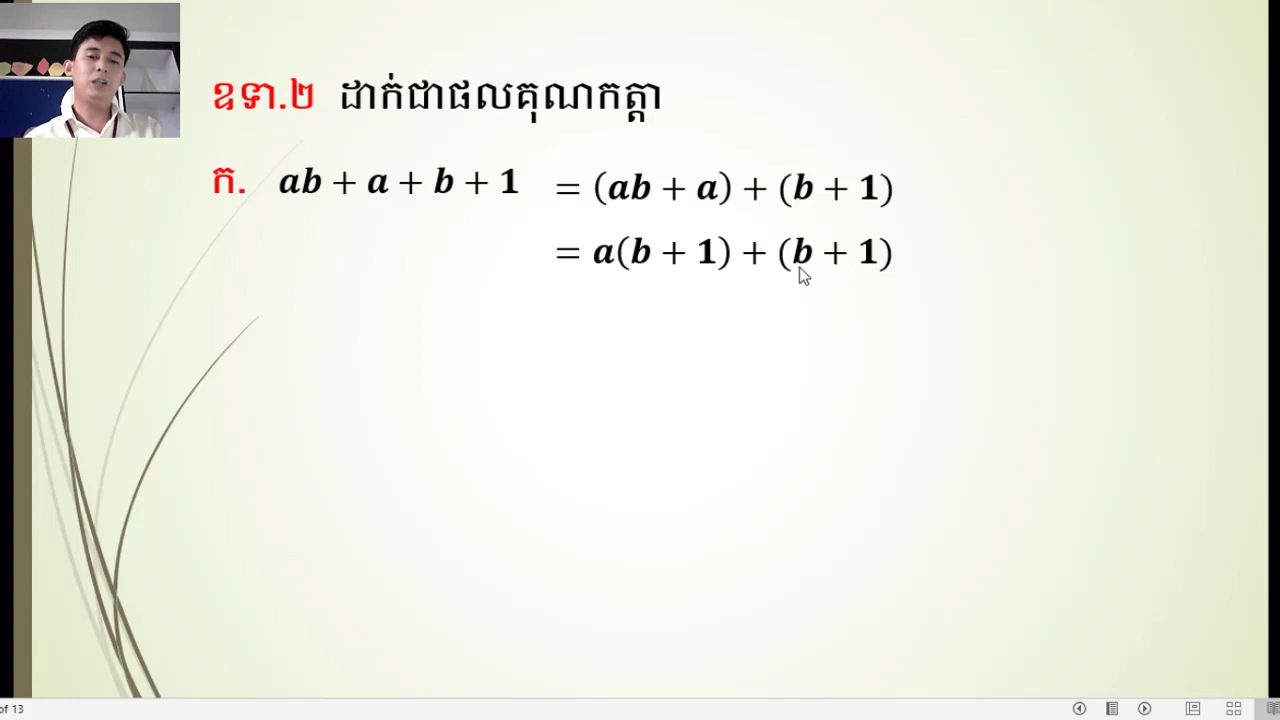 ឧទា.២ ដាក់ជាផលគុណកត្តា
ក. ab + a + b + 1 = (ab + a) + (b + 1)
= a(b + 1) + (b + 1)
of 13